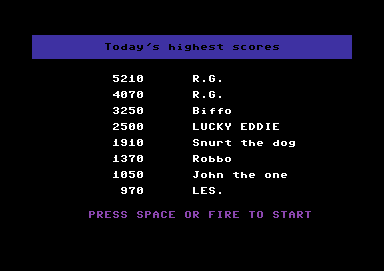 Today's highest scores
5210 R.G.
4070 R.G.
3250 Biffo
2500 LUCKY EDDIE
1910 Snurt the dog
1370 Robbo
1050 John the one
970 LES.
PRESS SPACE OR FIRE TO START